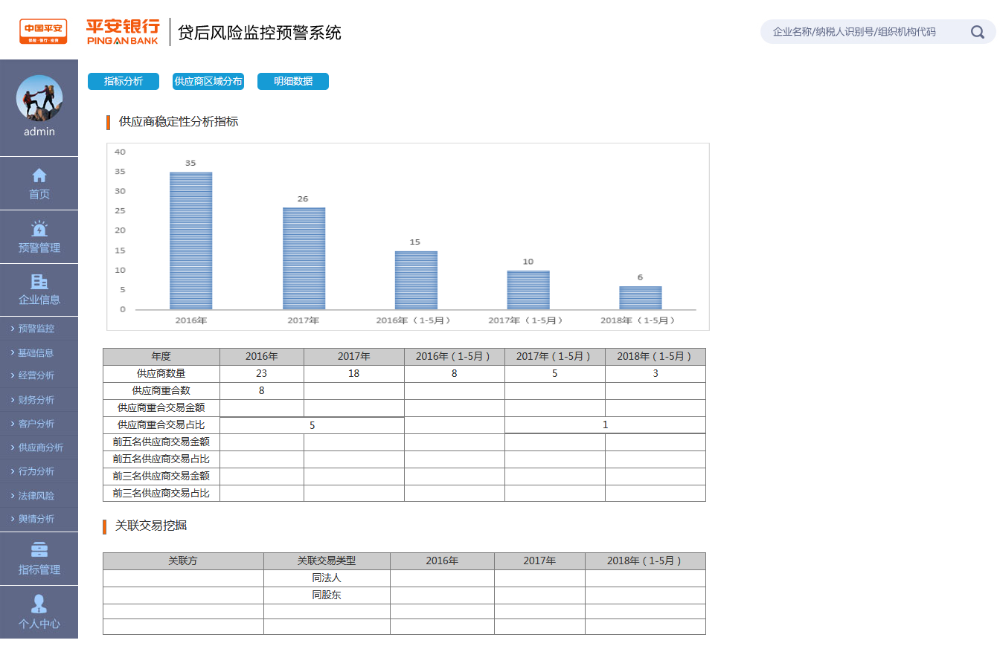 中国平安
保险·银行·投资
平安银行
PINGAN BANK
贷后风险监控预警系统
企业名称/纳税人识别号/组织机构代码
admin
首页
预警管理
企业信息
预警监控
基础信息
经营分析
财务分析
客户分析
供应商分析
行为分析
法律风险
舆情分析
指标管理
个人中心
指标分析 供应商区域分布 明细数据
供应商稳定性分析指标
40
35
30
25
20
15
10
5
0
35
26
15
10
6
2016年 2017年 2016年（1-5月） 2017年（1-5月） 2018年（1-5月）
年度 2016年 2017年 2016年（1-5月） 2017年（1-5月） 2018年（1-5月）
供应商数量 23 18 8 5 3
供应商重合数 8
供应商重合交易金额
供应商重合交易占比 5 1
前五名供应商交易金额
前五名供应商交易占比
前三名供应商交易金额
前三名供应商交易占比
关联交易挖掘
关联方 关联交易类型 2016年 2017年 2018年（1-5月）
同法人
同股东